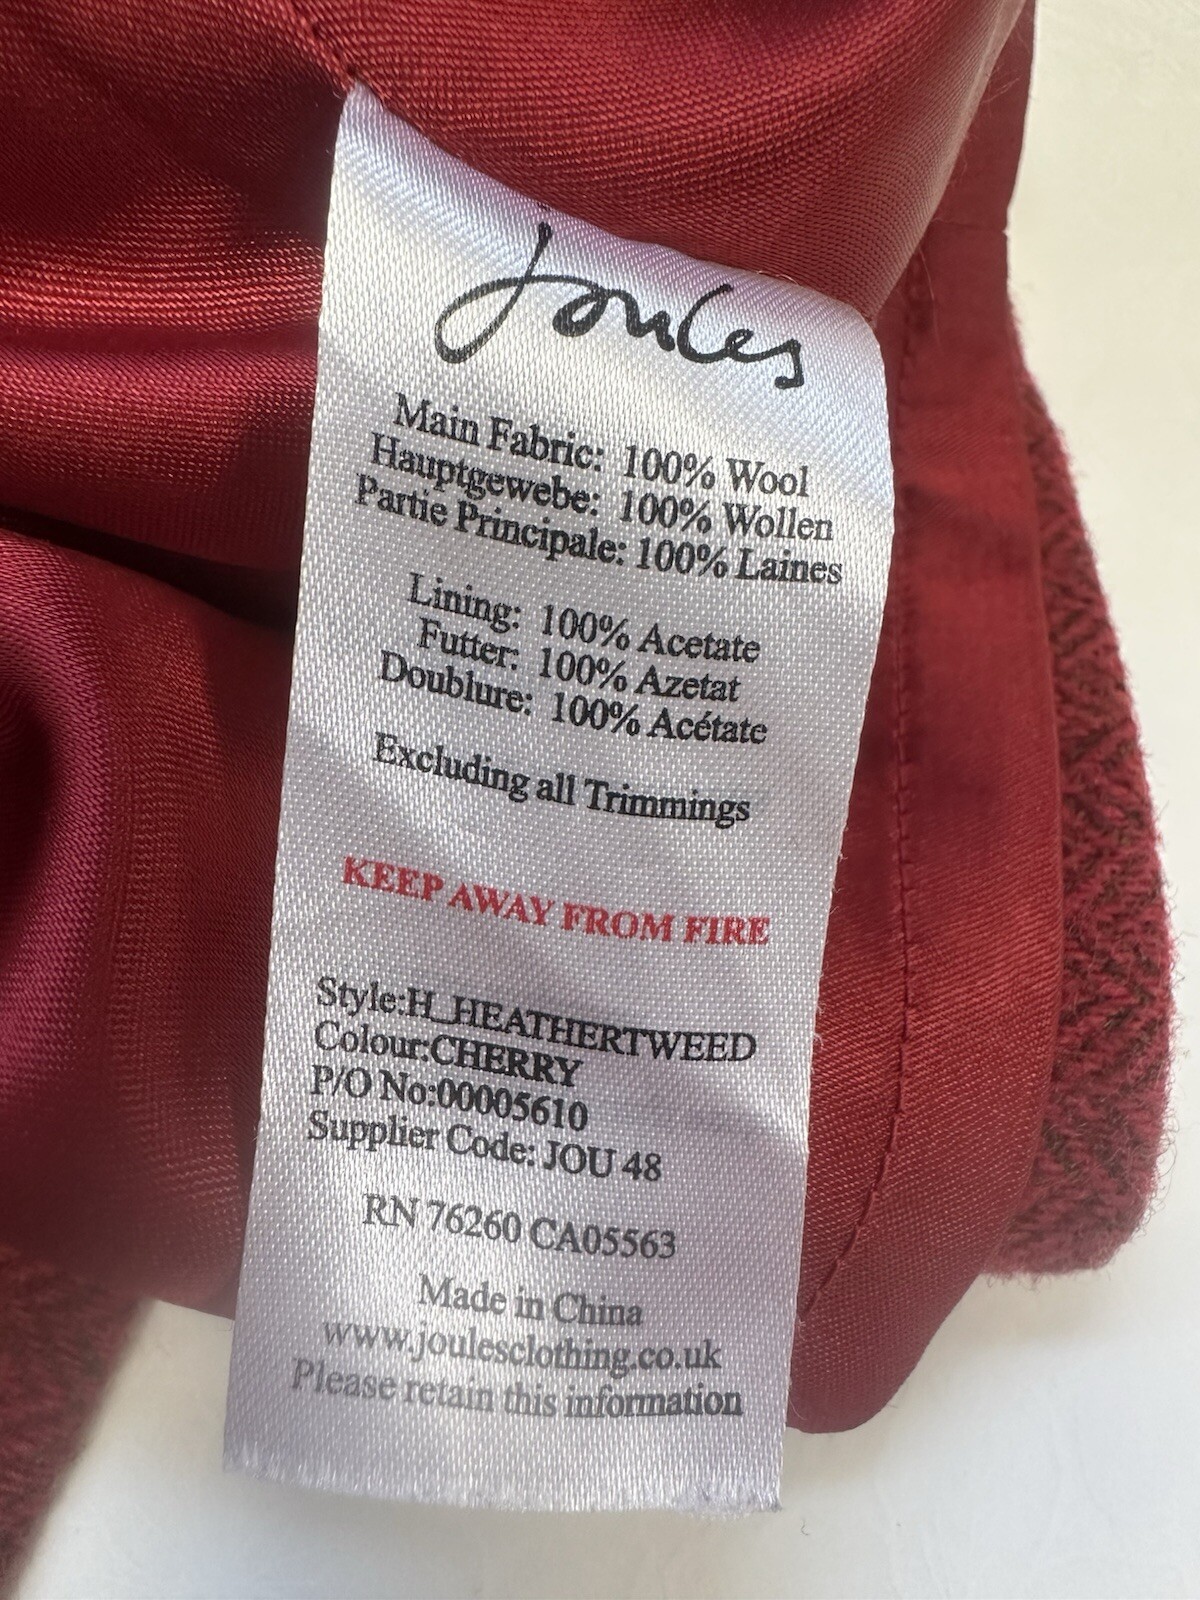 Joules
Main Fabric: 100% Wool
Hauptgewebe: 100% Wollen
Partie Principale: 100% Laines
Lining: 100% Acetate
Futter: 100% Azetat
Doublure: 100% Acétate
Excluding all Trimmings
KEEP AWAY FROM FIRE
Style:H_HEATHERTWEED
Colour:CHERRY
P/O No:00005610
Supplier Code: JOU 48
RN 76260 CA05563
Made in China
www.joulesclothing.co.uk
Please retain this information